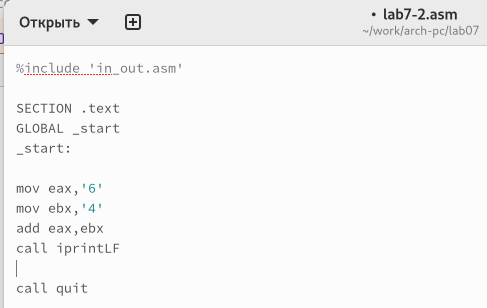 Открыть
lab7-2.asm
~/work/arch-pc/lab07
%include 'in_out.asm'
SECTION .text
GLOBAL _start
_start:
mov eax,'6'
mov ebx,'4'
add eax,ebx
call iprintLF
call quit